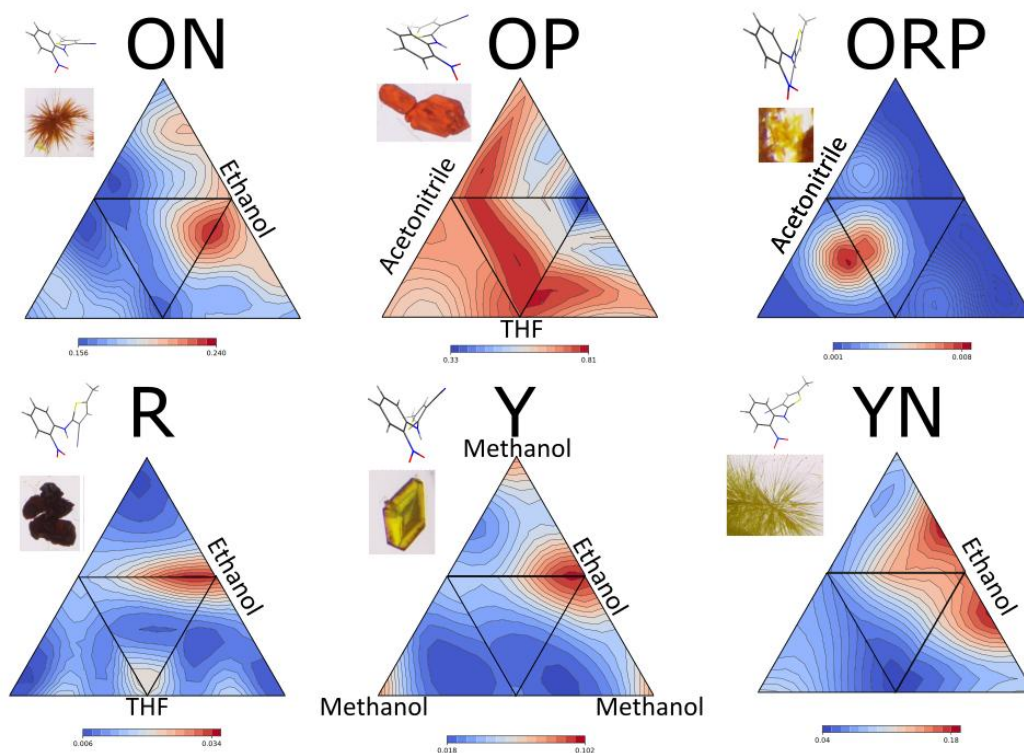 ON
OP
ORP
Ethanol
Acetonitrile
Acetonitrile
THF
0.156
0.240
0.33
0.81
0.001
0.008
R
Y
YN
Methanol
Ethanol
Ethanol
Ethanol
THF
Methanol
Methanol
0.006
0.034
0.018
0.102
0.04
0.18